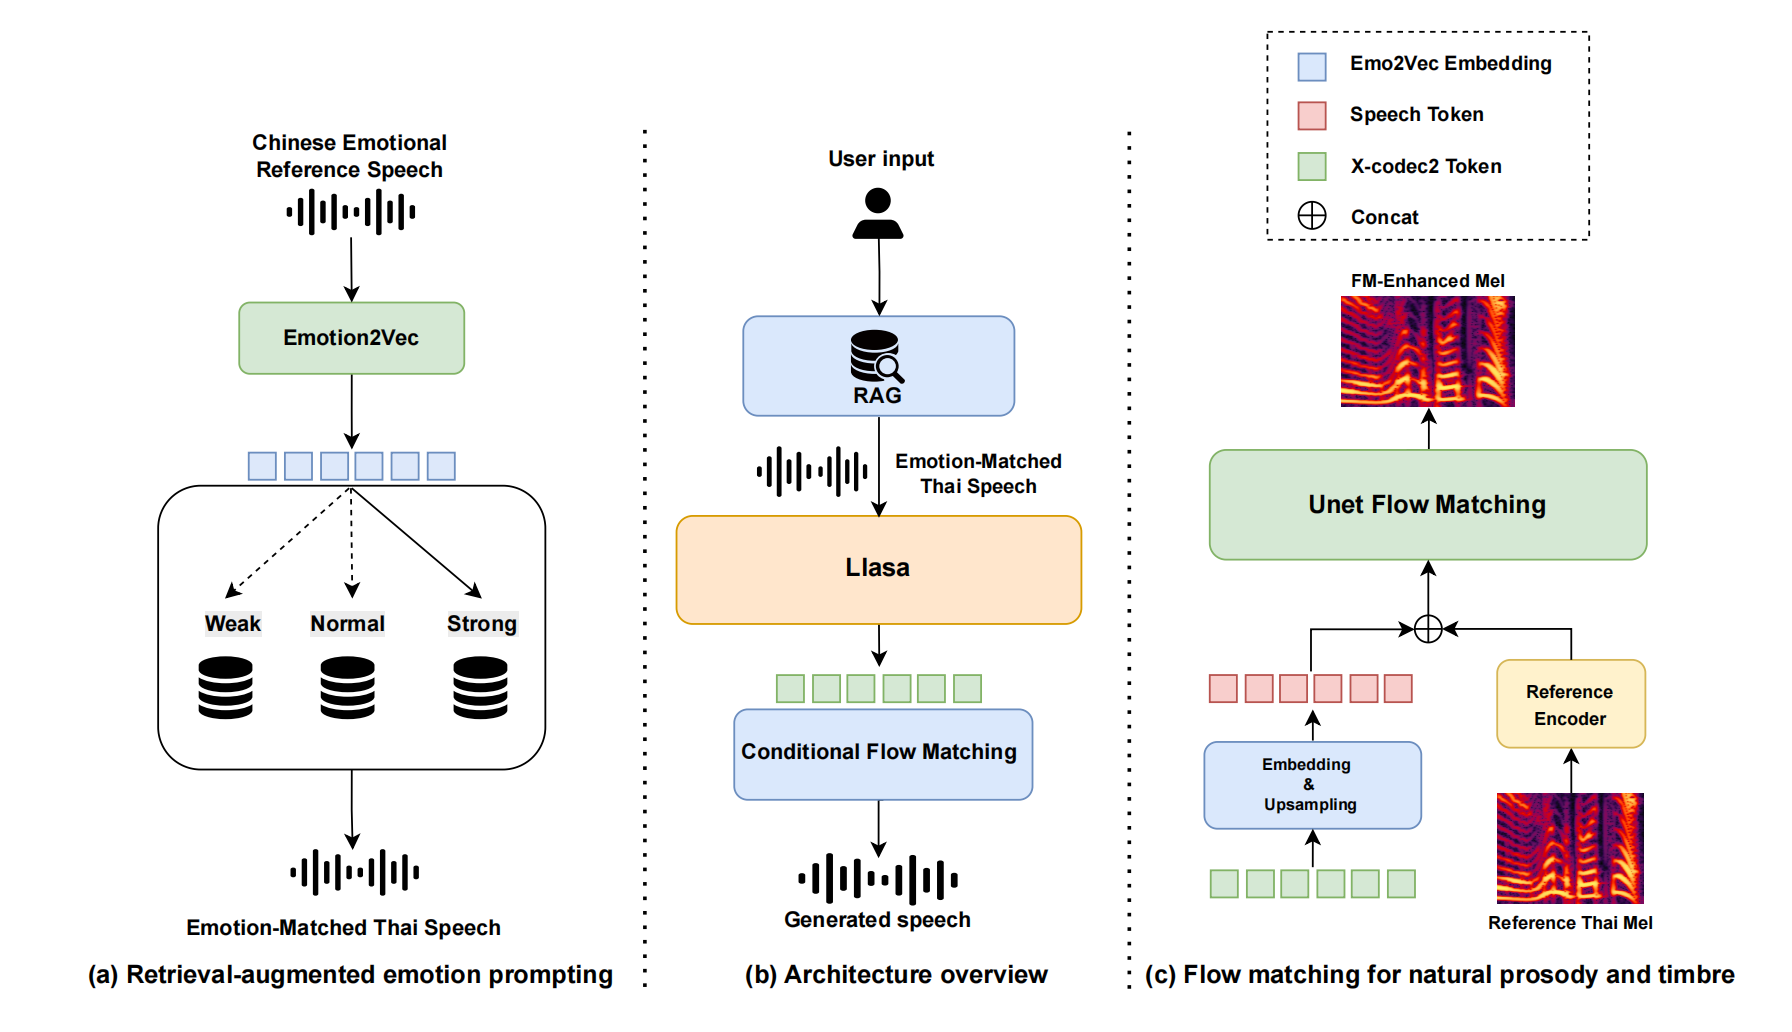 Chinese Emotional
Reference Speech
Emotion2Vec
Weak
Normal
Strong
Emotion-Matched Thai Speech
(a) Retrieval-augmented emotion prompting
User input
RAG
Emotion-Matched
Thai Speech
Llasa
Conditional Flow Matching
Generated speech
(b) Architecture overview
Emo2Vec Embedding
Speech Token
X-codec2 Token
Concat
FM-Enhanced Mel
Unet Flow Matching
Reference
Encoder
Embedding
&
Upsampling
Reference Thai Mel
(c) Flow matching for natural prosody and timbre